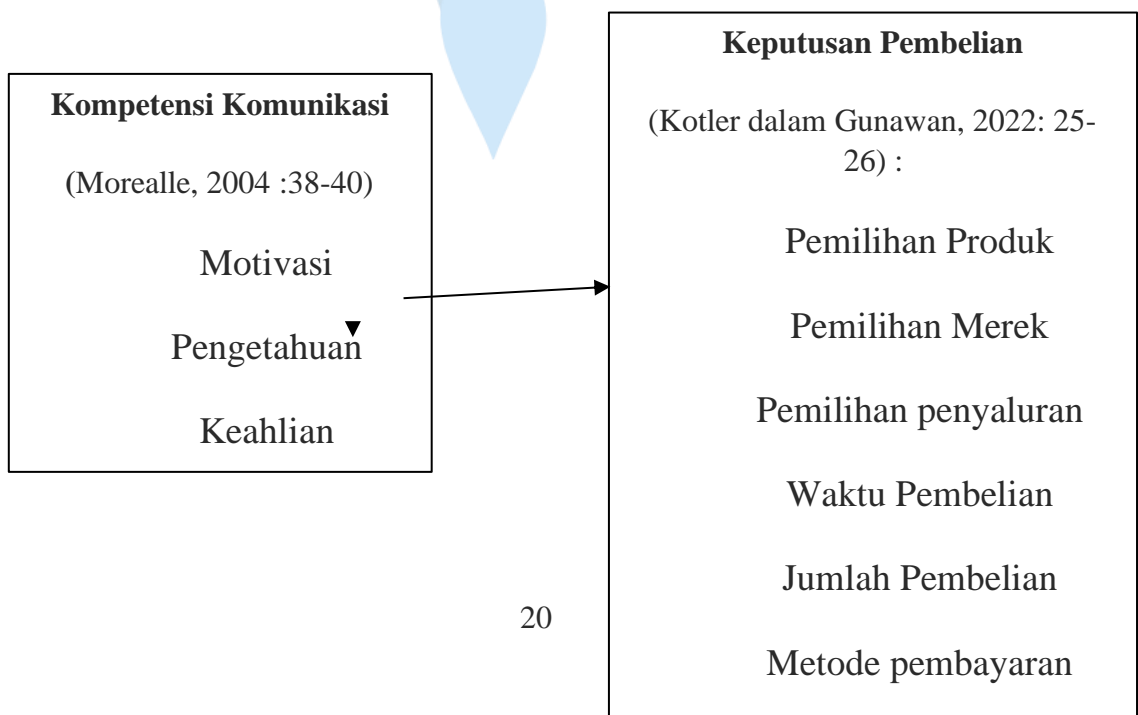 Kompetensi Komunikasi
(Morealle, 2004 :38-40)
Motivasi
Pengetahuan
Keahlian
Keputusan Pembelian
(Kotler dalam Gunawan, 2022: 25-
26) :
Pemilihan Produk
Pemilihan Merek
Pemilihan penyaluran
Waktu Pembelian
Jumlah Pembelian
Metode pembayaran
20